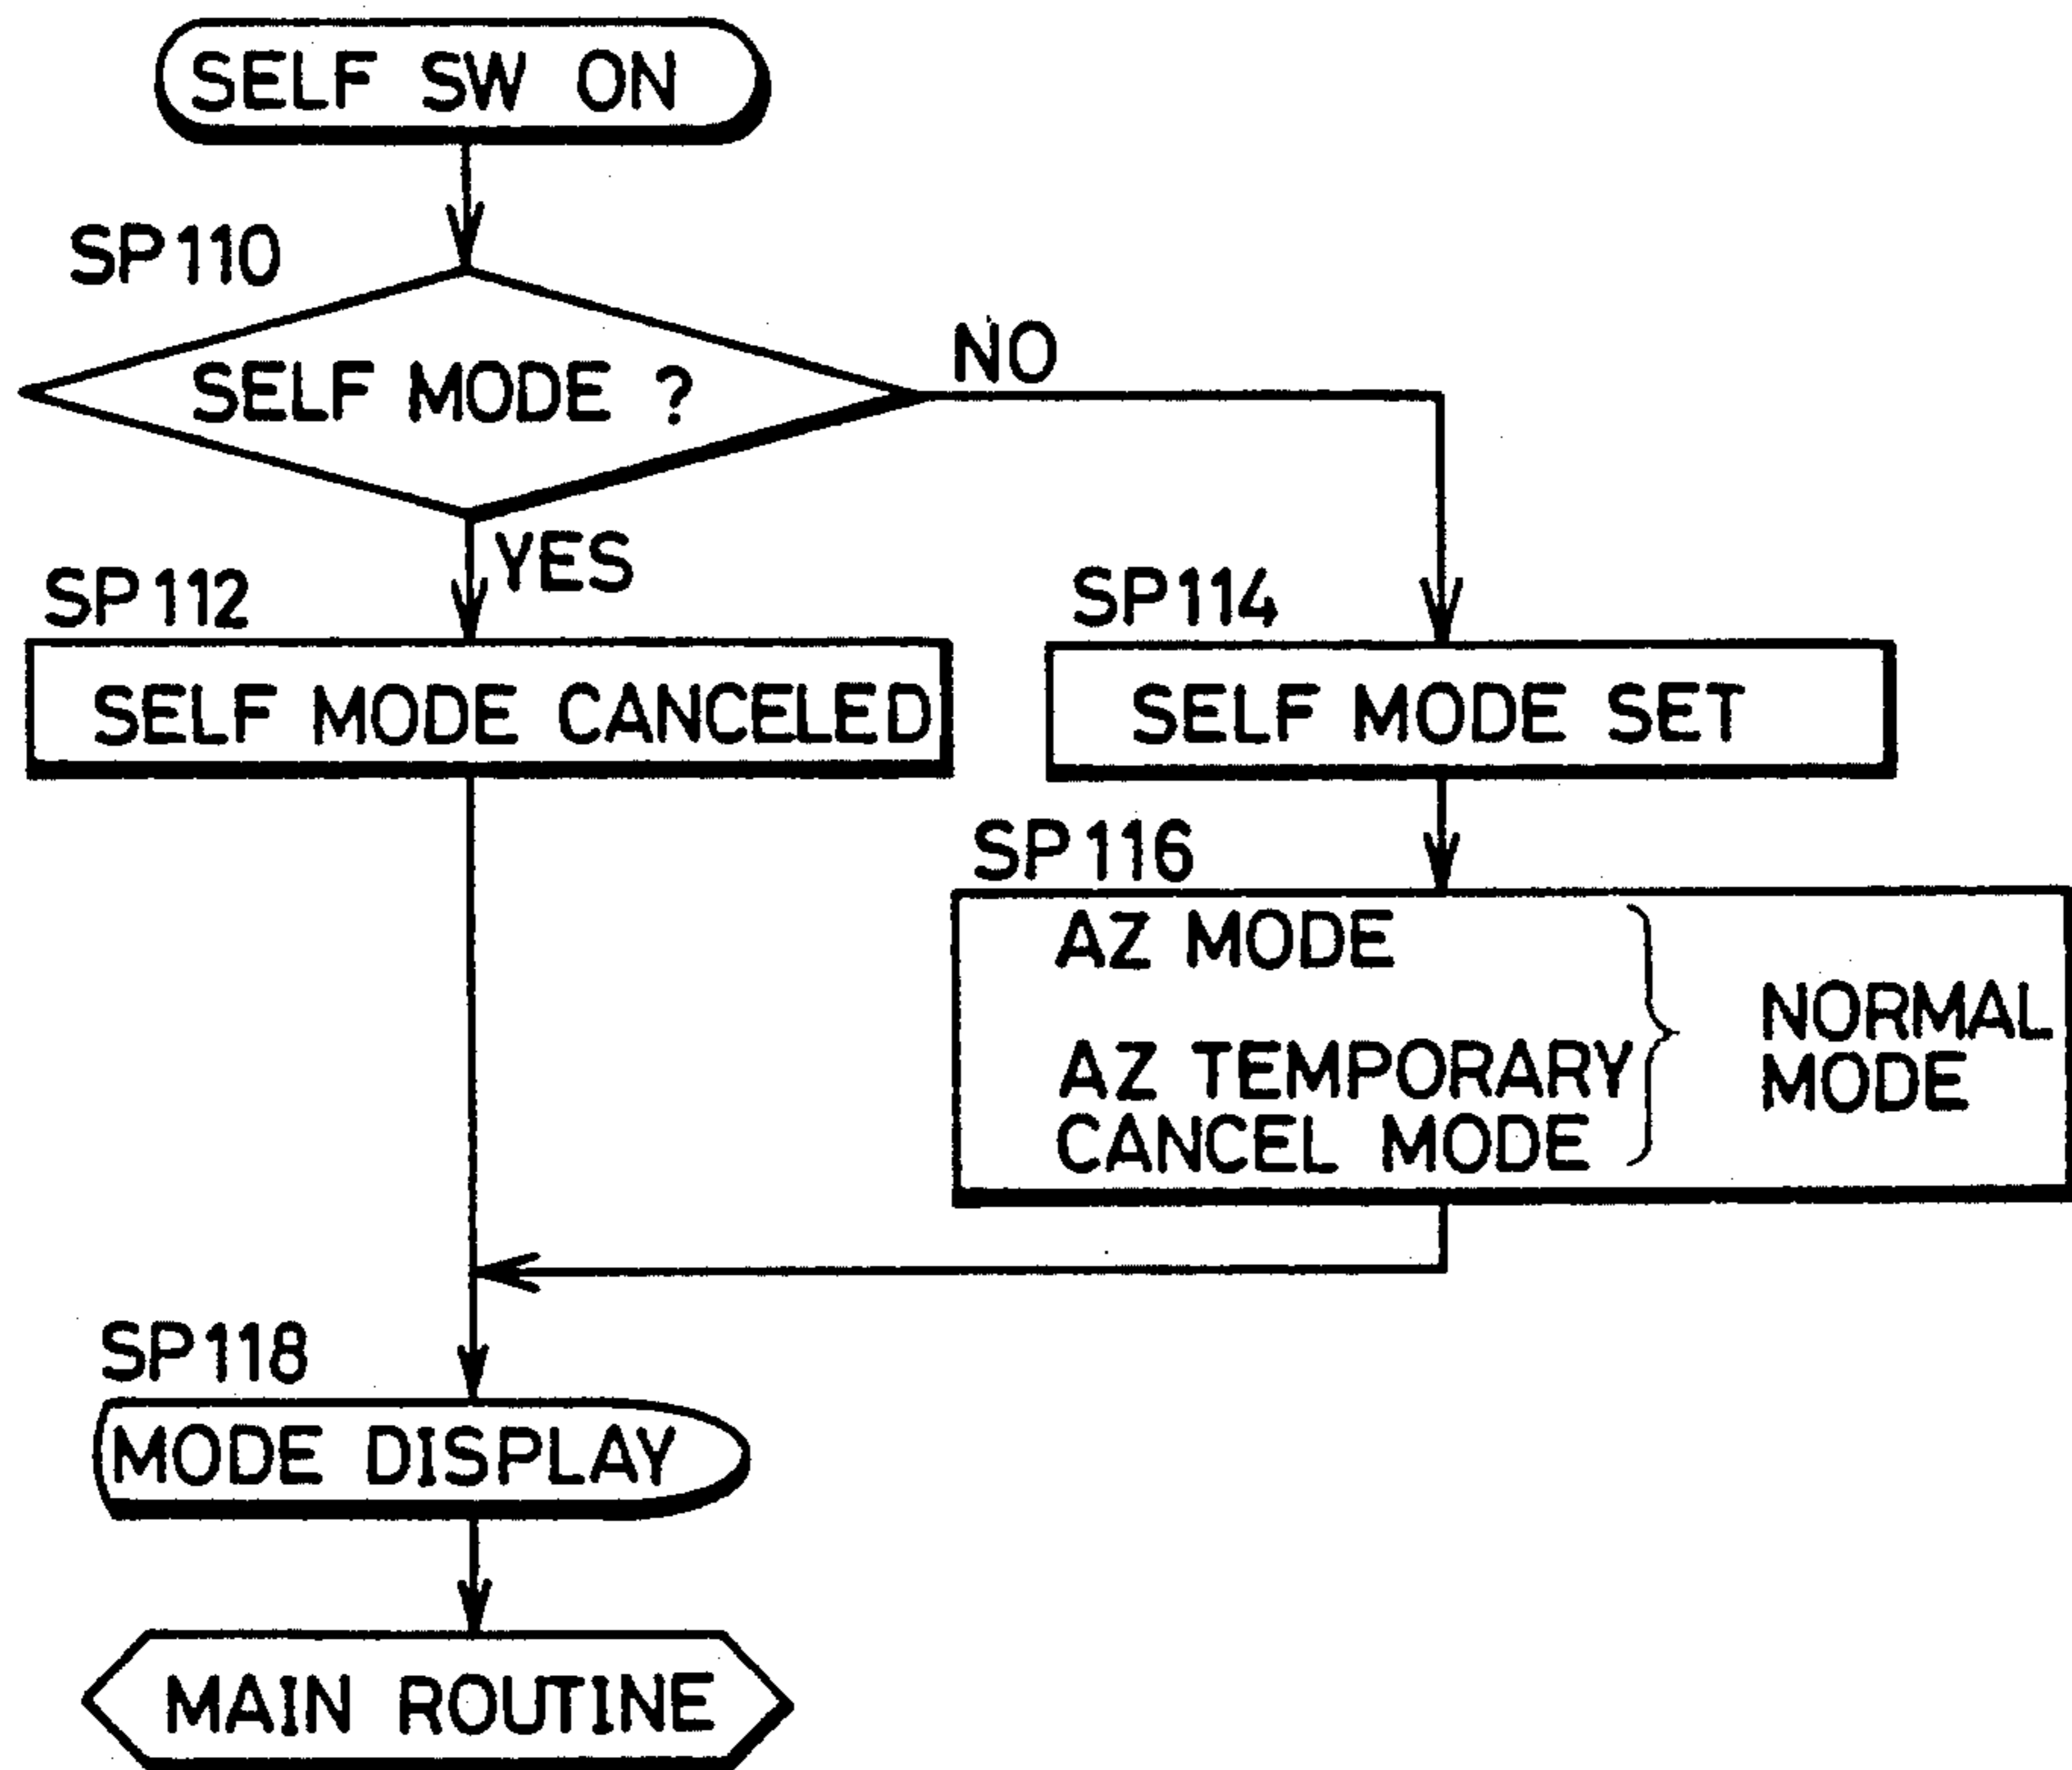 SELF SW ON
SP110
SELF MODE ?
NO
YES
SP112
SELF MODE CANCELED
SP114
SELF MODE SET
SP116
AZ MODE
AZ TEMPORARY
CANCEL MODE
NORMAL
MODE
SP118
MODE DISPLAY
MAIN ROUTINE